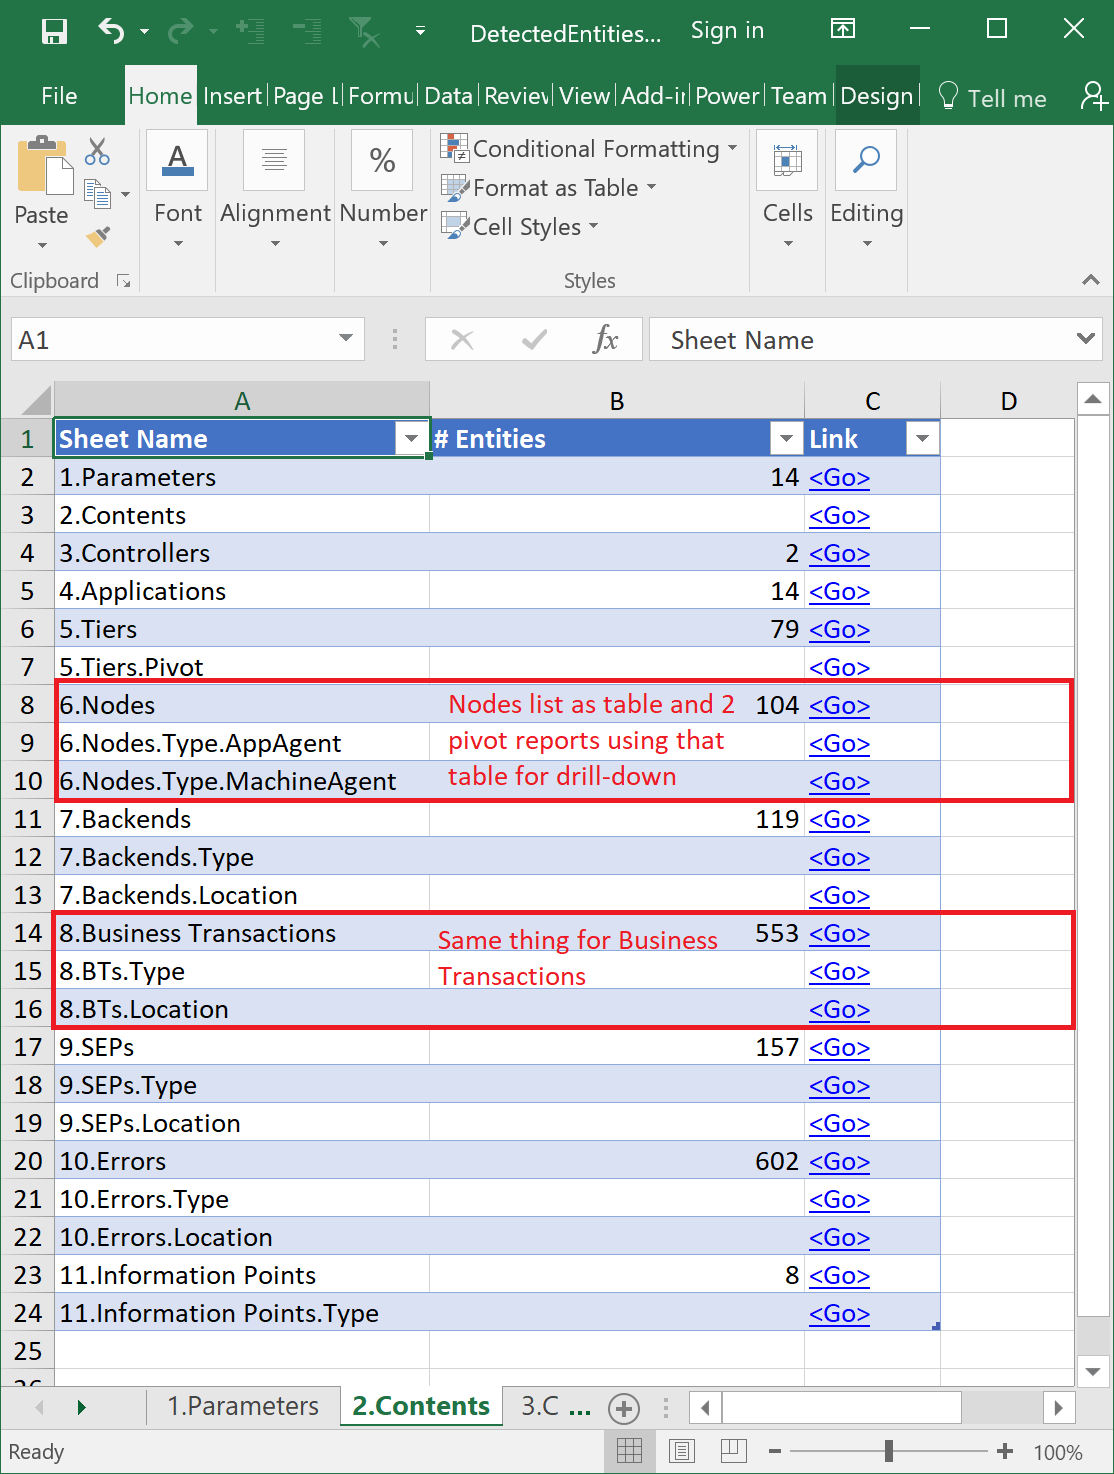 DetectedEntities... Sign in
File Home Insert Page L Formu Data Review View Add-in Power Team Design Tell me
Paste
Clipboard
A Font
Alignment
% Number
Conditional Formatting
Format as Table
Cell Styles
Styles
Cells
Editing
A1 fx Sheet Name
A B C D
1 Sheet Name # Entities Link
2 1.Parameters 14 <Go>
3 2.Contents <Go>
4 3.Controllers 2 <Go>
5 4.Applications 14 <Go>
6 5.Tiers 79 <Go>
7 5.Tiers.Pivot <Go>
8 6.Nodes 104 <Go>
9 6.Nodes.Type.AppAgent <Go>
10 6.Nodes.Type.MachineAgent <Go>
Nodes list as table and 2
pivot reports using that
table for drill-down
11 7.Backends 119 <Go>
12 7.Backends.Type <Go>
13 7.Backends.Location <Go>
14 8.Business Transactions 553 <Go>
15 8.BTs.Type <Go>
16 8.BTs.Location <Go>
Same thing for Business
Transactions
17 9.SEPs 157 <Go>
18 9.SEPs.Type <Go>
19 9.SEPs.Location <Go>
20 10.Errors 602 <Go>
21 10.Errors.Type <Go>
22 10.Errors.Location <Go>
23 11.Information Points 8 <Go>
24 11.Information Points.Type <Go>
25
1.Parameters 2.Contents 3.C ...
Ready 100%